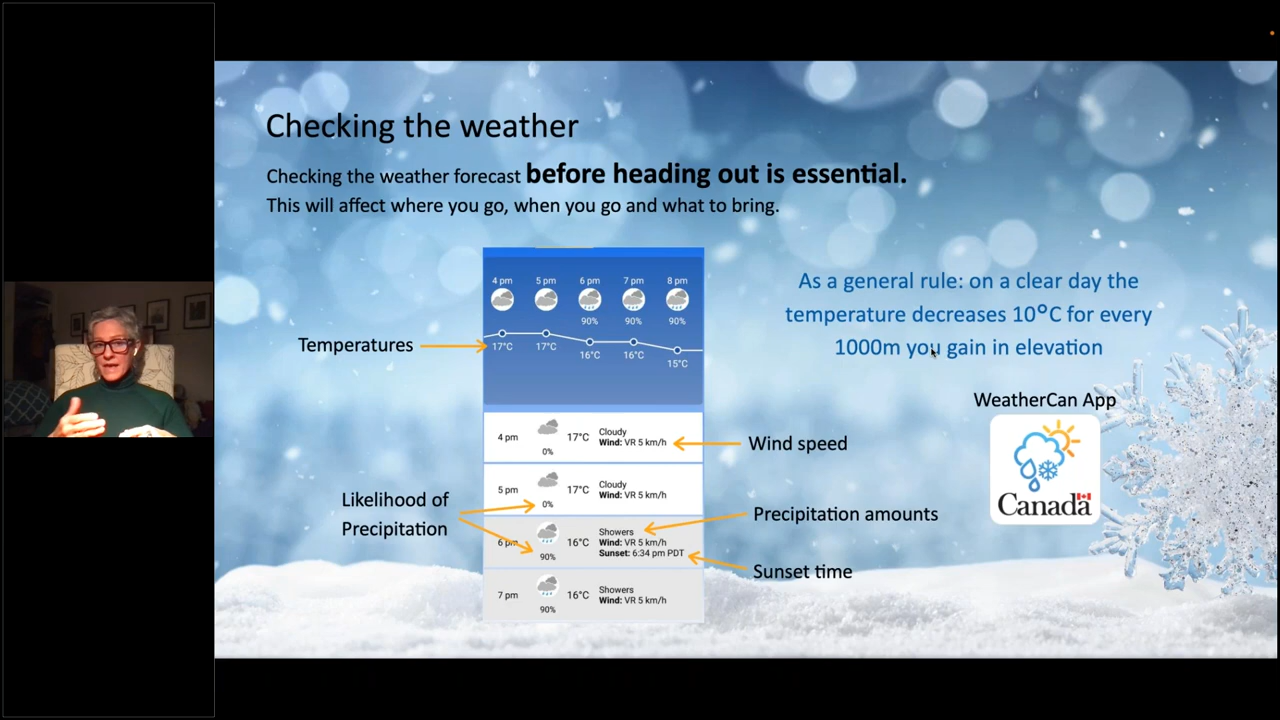 Checking the weather
Checking the weather forecast before heading out is essential.
This will affect where you go, when you go and what to bring.
4 pm 5 pm 6 pm 7 pm 8 pm
90% 90% 90%
17°C 17°C 16°C 16°C 15°C
Temperatures
As a general rule: on a clear day the
temperature decreases 10°C for every
1000m you gain in elevation
WeatherCan App
Canada
4 pm 0% 17°C Cloudy
Wind: VR 5 km/h
Wind speed
5 pm 0% 17°C Cloudy
Wind: VR 5 km/h
Likelihood of
Precipitation
6 pm 90% 16°C Showers
Wind: VR 5 km/h
Sunset: 6:34 pm PDT
Precipitation amounts
Sunset time
7 pm 90% 16°C Showers
Wind: VR 5 km/h